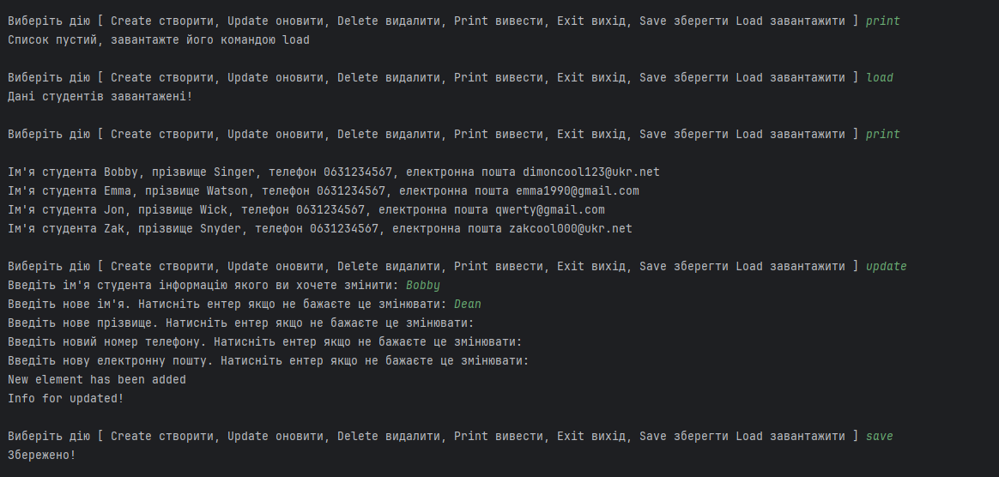 Виберіть дію [ Create створити, Update оновити, Delete видалити, Print вивести, Exit вихід, Save зберегти Load завантажити ] print
Список пустий, завантажте його командою load
Виберіть дію [ Create створити, Update оновити, Delete видалити, Print вивести, Exit вихід, Save зберегти Load завантажити ] load
Дані студентів завантажені!
Виберіть дію [ Create створити, Update оновити, Delete видалити, Print вивести, Exit вихід, Save зберегти Load завантажити ] print
Ім'я студента Bobby, прізвище Singer, телефон 0631234567, електронна пошта dimoncool123@ukr.net
Ім'я студента Emma, прізвище Watson, телефон 0631234567, електронна пошта emma1990@gmail.com
Ім'я студента Jon, прізвище Wick, телефон 0631234567, електронна пошта qwerty@gmail.com
Ім'я студента Zak, прізвище Snyder, телефон 0631234567, електронна пошта zakcool000@ukr.net
Виберіть дію [ Create створити, Update оновити, Delete видалити, Print вивести, Exit вихід, Save зберегти Load завантажити ] update
Введіть ім'я студента інформацію якого ви хочете змінити: Bobby
Введіть нове ім'я. Натисніть ентер якщо не бажаєте це змінювати: Dean
Введіть нове прізвище. Натисніть ентер якщо не бажаєте це змінювати:
Введіть новий номер телефону. Натисніть ентер якщо не бажаєте це змінювати:
Введіть нову електронну пошту. Натисніть ентер якщо не бажаєте це змінювати:
New element has been added
Info for updated!
Виберіть дію [ Create створити, Update оновити, Delete видалити, Print вивести, Exit вихід, Save зберегти Load завантажити ] save
Збережено!